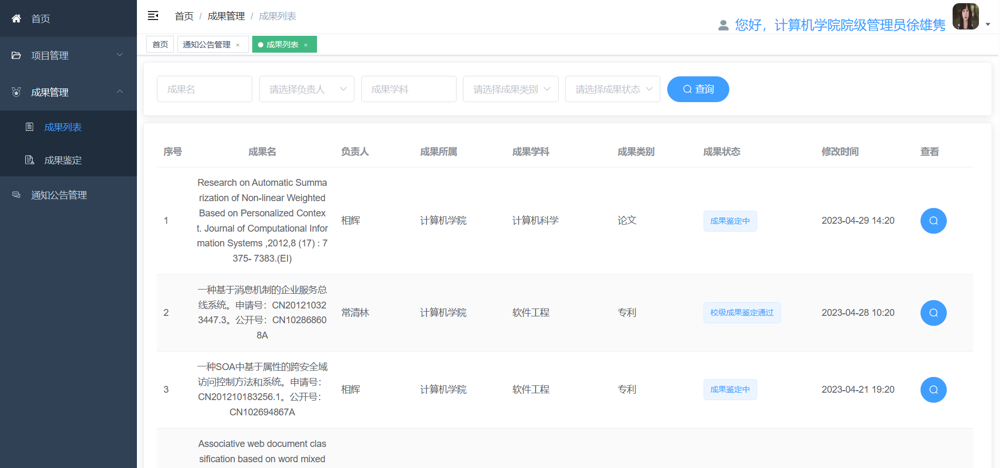 首页
项目管理
成果管理
成果列表
成果鉴定
通知公告管理
首页 / 成果管理 / 成果列表
您好，计算机学院院级管理员徐雄隽
首页 通知公告管理 × 成果列表 ×
成果名 请选择负责人 成果学科 请选择成果类别 请选择成果状态 查询
序号 成果名 负责人 成果所属 成果学科 成果类别 成果状态 修改时间 查看
Research on Automatic Summa
rization of Non-linear Weighted
Based on Personalized Contex
t. Journal of Computational Infor
mation Systems ,2012,8 (17) : 7
375- 7383.(EI)
1 相辉 计算机学院 计算机科学 论文 成果鉴定中 2023-04-29 14:20
一种基于消息机制的企业服务总
线系统。申请号：CN20121032
3447.3。公开号：CN10286860
8A
2 常清林 计算机学院 软件工程 专利 校级成果鉴定通过 2023-04-28 10:20
一种SOA中基于属性的跨安全域
访问控制方法和系统。申请号：
CN201210183256.1。公开号：
CN102694867A
3 相辉 计算机学院 软件工程 专利 成果鉴定中 2023-04-21 19:20
Associative web document clas
sification based on word mixed